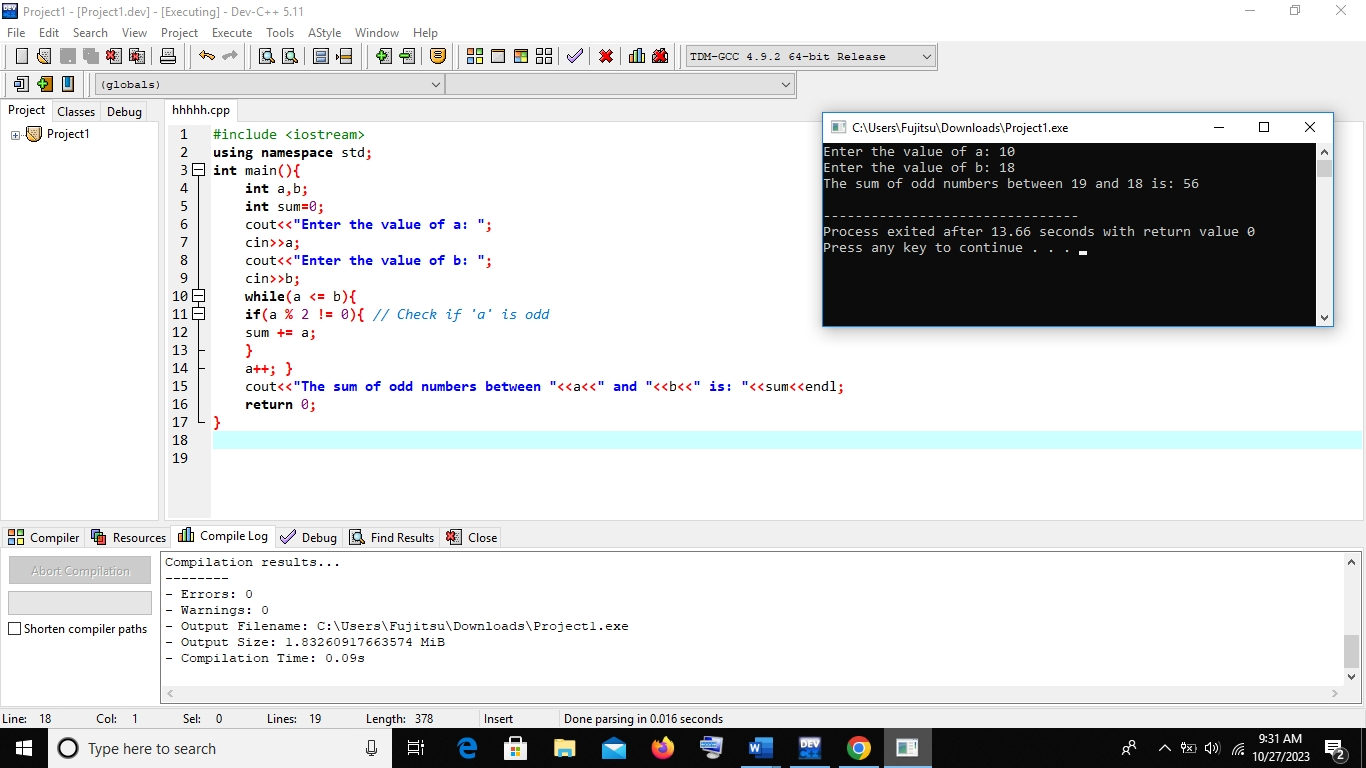 Project1 - [Project1.dev] - [Executing] - Dev-C++ 5.11
File Edit Search View Project Execute Tools AStyle Window Help
TDM-GCC 4.9.2 64-bit Release
(globals)
Project Classes Debug
Project1
hhhhh.cpp
1 #include <iostream>
2 using namespace std;
3 int main(){
4 int a,b;
5 int sum=0;
6 cout<<"Enter the value of a: ";
7 cin>>a;
8 cout<<"Enter the value of b: ";
9 cin>>b;
10 while(a <= b){
11 if(a % 2 != 0){ // Check if 'a' is odd
12 sum += a;
13 }
14 a++; }
15 cout<<"The sum of odd numbers between "<<a<<" and "<<b<<" is: "<<sum<<endl;
16 return 0;
17 }
18
19
C:\Users\Fujitsu\Downloads\Project1.exe
Enter the value of a: 10
Enter the value of b: 18
The sum of odd numbers between 19 and 18 is: 56
--------------------------------
Process exited after 13.66 seconds with return value 0
Press any key to continue . . .
Compiler Resources Compile Log Debug Find Results Close
Abort Compilation
Shorten compiler paths
Compilation results...
--------
- Errors: 0
- Warnings: 0
- Output Filename: C:\Users\Fujitsu\Downloads\Project1.exe
- Output Size: 1.83260917663574 MiB
- Compilation Time: 0.09s
Line: 18 Col: 1 Sel: 0 Lines: 19 Length: 378 Insert Done parsing in 0.016 seconds
Type here to search
9:31 AM
10/27/2023
2